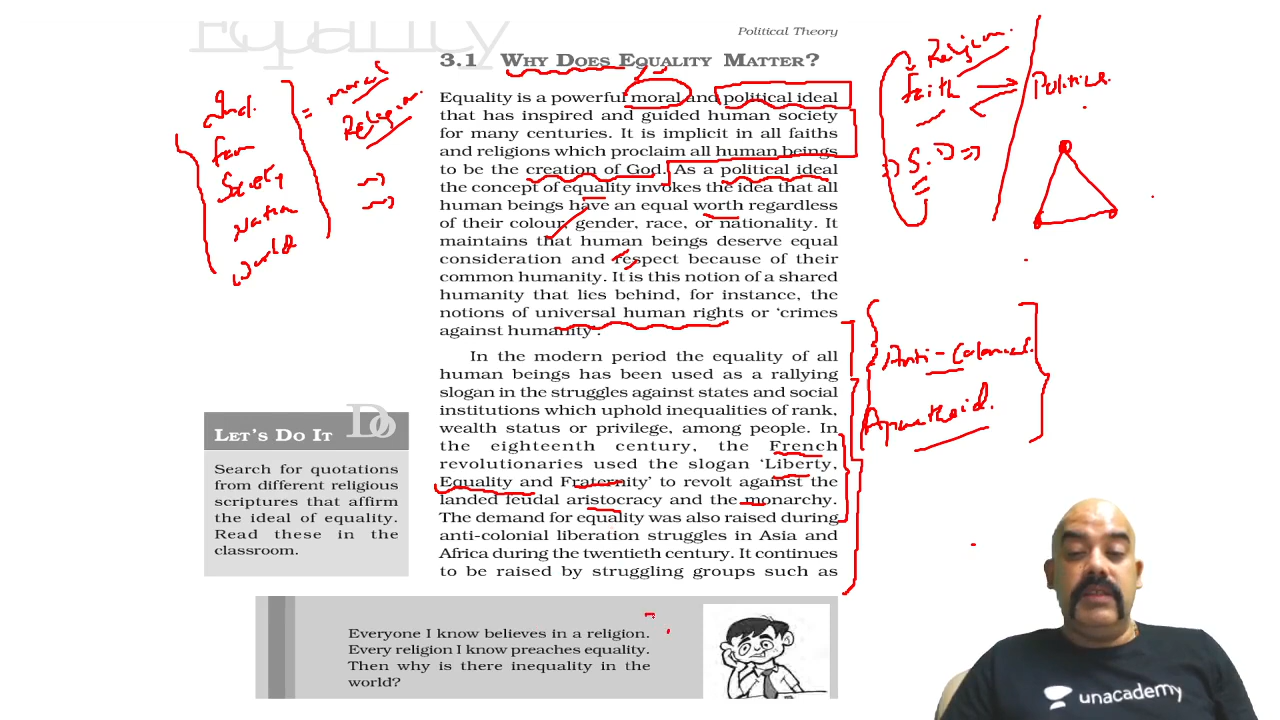 Equality
Political Theory
3.1 WHY DOES EQUALITY MATTER?
Equality is a powerful moral and political ideal
that has inspired and guided human society
for many centuries. It is implicit in all faiths
and religions which proclaim all human beings
to be the creation of God. As a political ideal
the concept of equality invokes the idea that all
human beings have an equal worth regardless
of their colour, gender, race, or nationality. It
maintains that human beings deserve equal
consideration and respect because of their
common humanity. It is this notion of a shared
humanity that lies behind, for instance, the
notions of universal human rights or ‘crimes
against humanity’.
In the modern period the equality of all
human beings has been used as a rallying
slogan in the struggles against states and social
institutions which uphold inequalities of rank,
wealth status or privilege, among people. In
the eighteenth century, the French
revolutionaries used the slogan ‘Liberty,
Equality and Fraternity’ to revolt against the
landed feudal aristocracy and the monarchy.
The demand for equality was also raised during
anti-colonial liberation struggles in Asia and
Africa during the twentieth century. It continues
to be raised by struggling groups such as
Ind.
fam
Society
Nation
World
= moral
Religion.
Religion.
Faith
Political
Anti-Colonial.
Apartheid.
Do
LET'S DO IT
Search for quotations
from different religious
scriptures that affirm
the ideal of equality.
Read these in the
classroom.
Everyone I know believes in a religion.
Every religion I know preaches equality.
Then why is there inequality in the
world?
unacademy